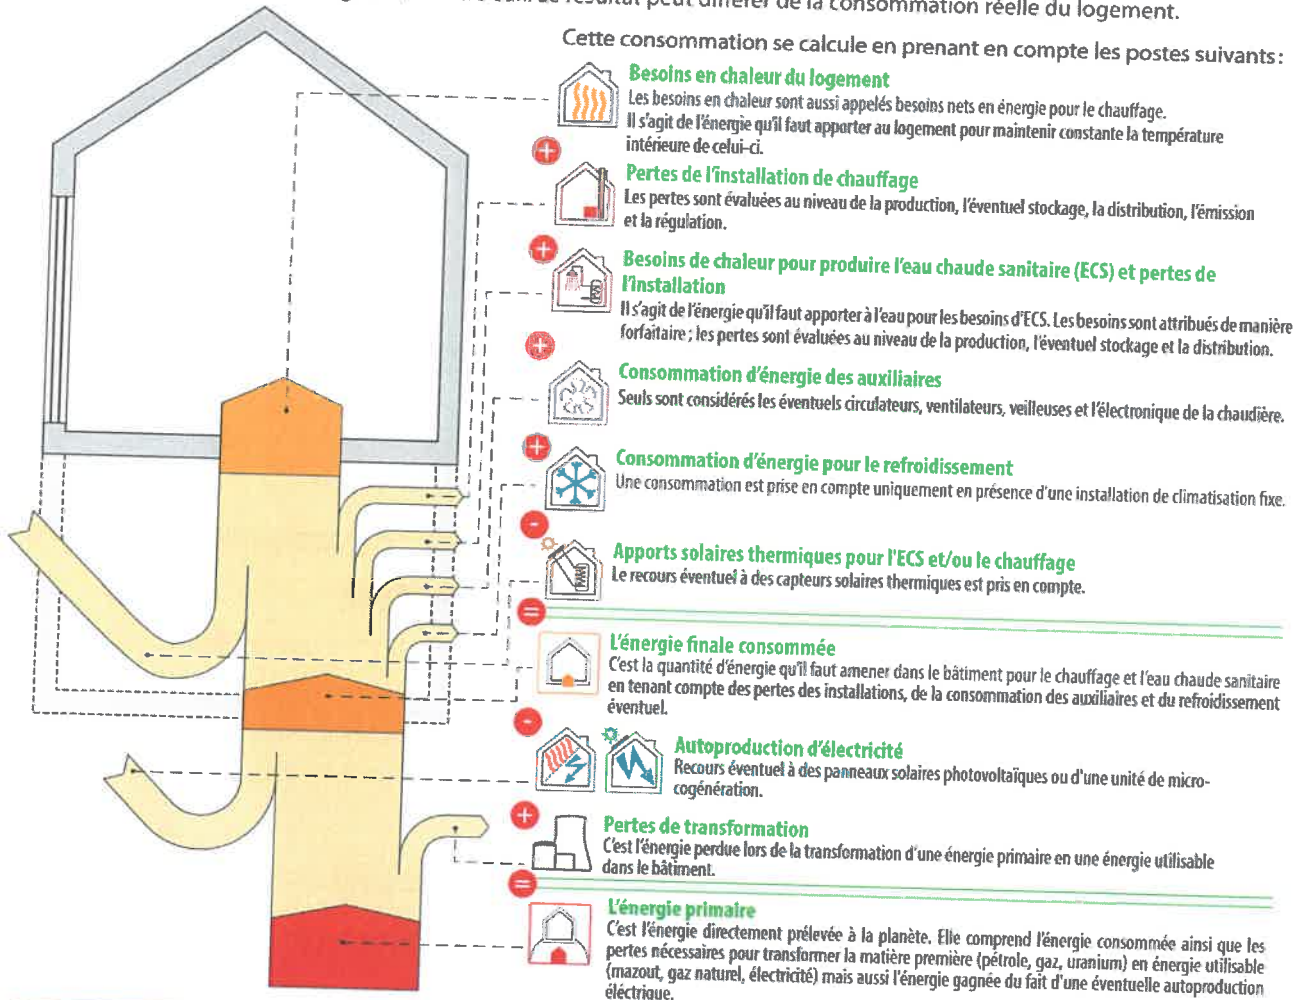 résultat peut différer de la consommation réelle du logement.
Cette consommation se calcule en prenant en compte les postes suivants :
Besoins en chaleur du logement
Les besoins en chaleur sont aussi appelés besoins nets en énergie pour le chauffage.
Il s'agit de l'énergie qu'il faut apporter au logement pour maintenir constante la température
intérieure de celui-ci.
+
Pertes de l'installation de chauffage
Les pertes sont évaluées au niveau de la production, l'éventuel stockage, la distribution, l'émission
et la régulation.
+
Besoins de chaleur pour produire l'eau chaude sanitaire (ECS) et pertes de
l'installation
Il s'agit de l'énergie qu'il faut apporter à l'eau pour les besoins d'ECS. Les besoins sont attribués de manière
forfaitaire ; les pertes sont évaluées au niveau de la production, l'éventuel stockage et la distribution.
+
Consommation d'énergie des auxiliaires
Seuls sont considérés les éventuels circulateurs, ventilateurs, veilleuses et l'électronique de la chaudière.
+
Consommation d'énergie pour le refroidissement
Une consommation est prise en compte uniquement en présence d'une installation de climatisation fixe.
-
Apports solaires thermiques pour l'ECS et/ou le chauffage
Le recours éventuel à des capteurs solaires thermiques est pris en compte.
=
L'énergie finale consommée
C'est la quantité d'énergie qu'il faut amener dans le bâtiment pour le chauffage et l'eau chaude sanitaire
en tenant compte des pertes des installations, de la consommation des auxiliaires et du refroidissement
éventuel.
-
Autoproduction d'électricité
Recours éventuel à des panneaux solaires photovoltaïques ou d'une unité de micro-
cogénération.
+
Pertes de transformation
C'est l'énergie perdue lors de la transformation d'une énergie primaire en une énergie utilisable
dans le bâtiment.
=
L'énergie primaire
C'est l'énergie directement prélevée à la planète. Elle comprend l'énergie consommée ainsi que les
pertes nécessaires pour transformer la matière première (pétrole, gaz, uranium) en énergie utilisable
(mazout, gaz naturel, électricité) mais aussi l'énergie gagnée du fait d'une éventuelle autoproduction
éléctrique.